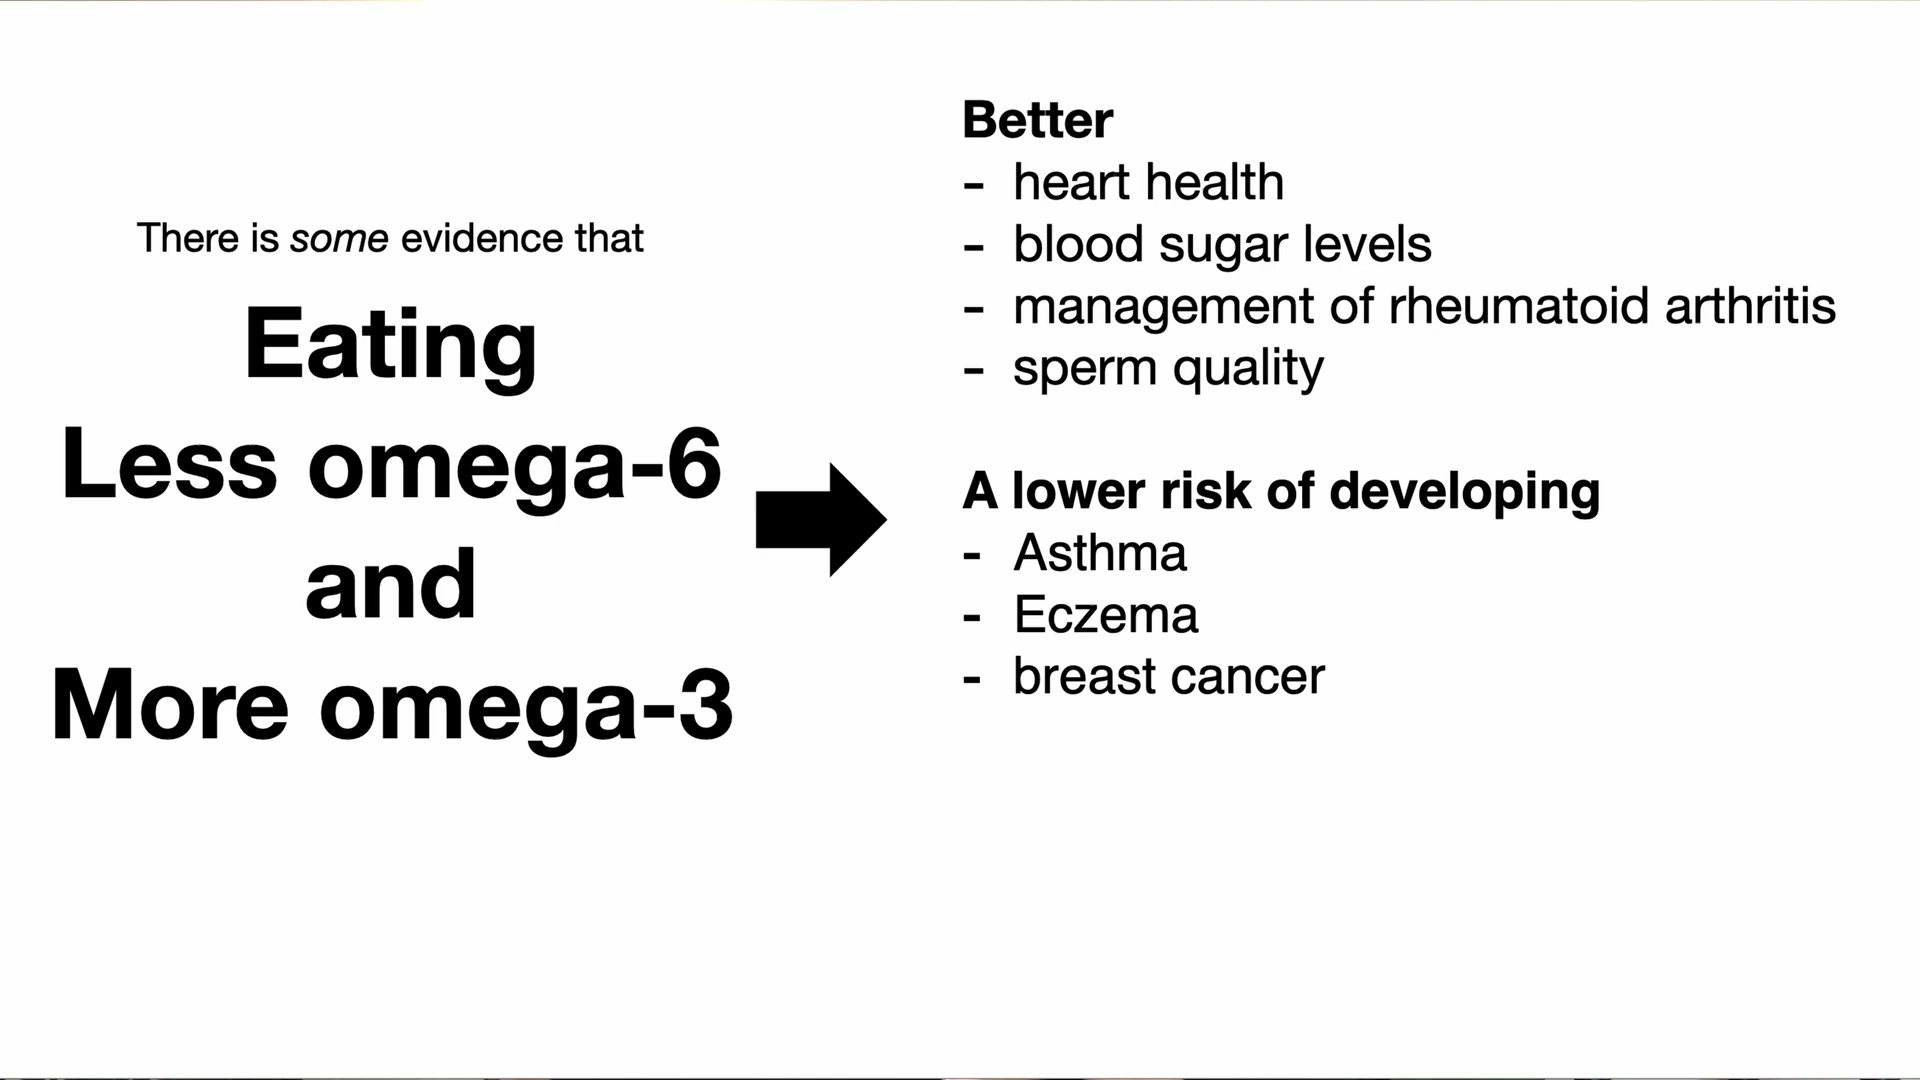 There is some evidence that
Eating
Less omega-6
and
More omega-3
Better
- heart health
- blood sugar levels
- management of rheumatoid arthritis
- sperm quality
A lower risk of developing
- Asthma
- Eczema
- breast cancer